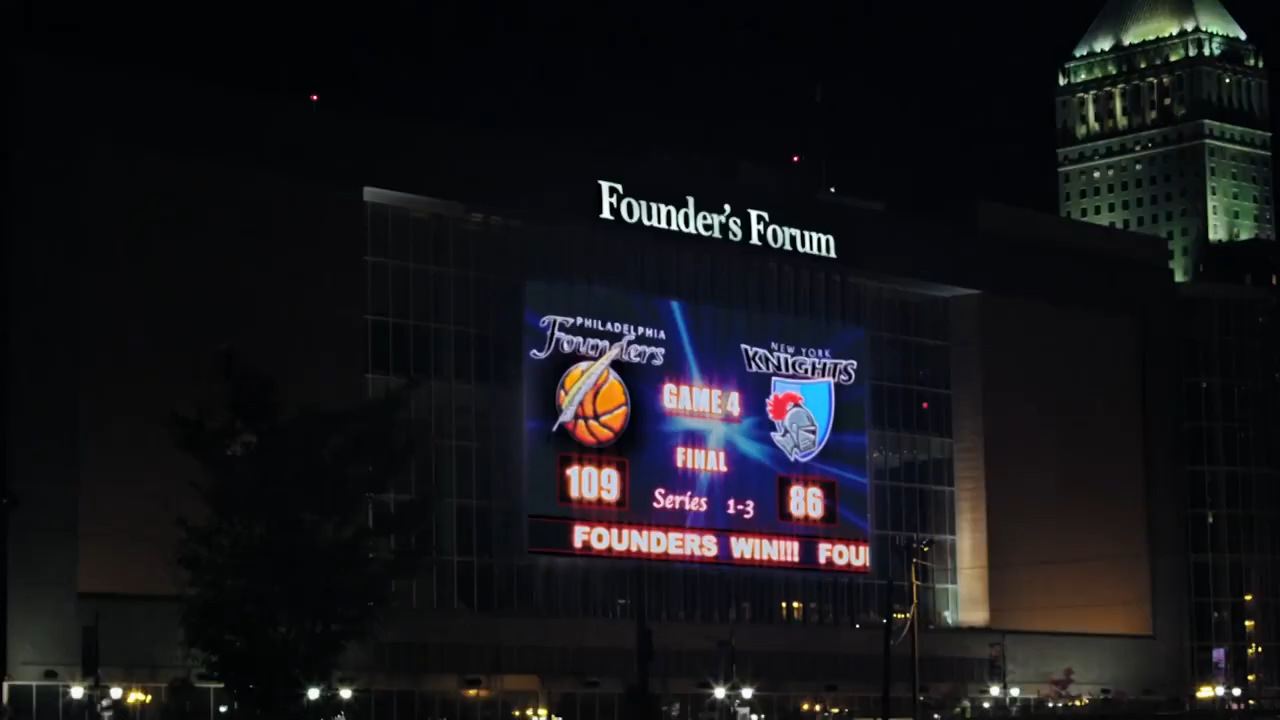 Founder's Forum
PHILADELPHIA
Founders
NEW YORK
KNIGHTS
GAME 4
FINAL
109
86
Series 1-3
FOUNDERS WIN!!! FOU